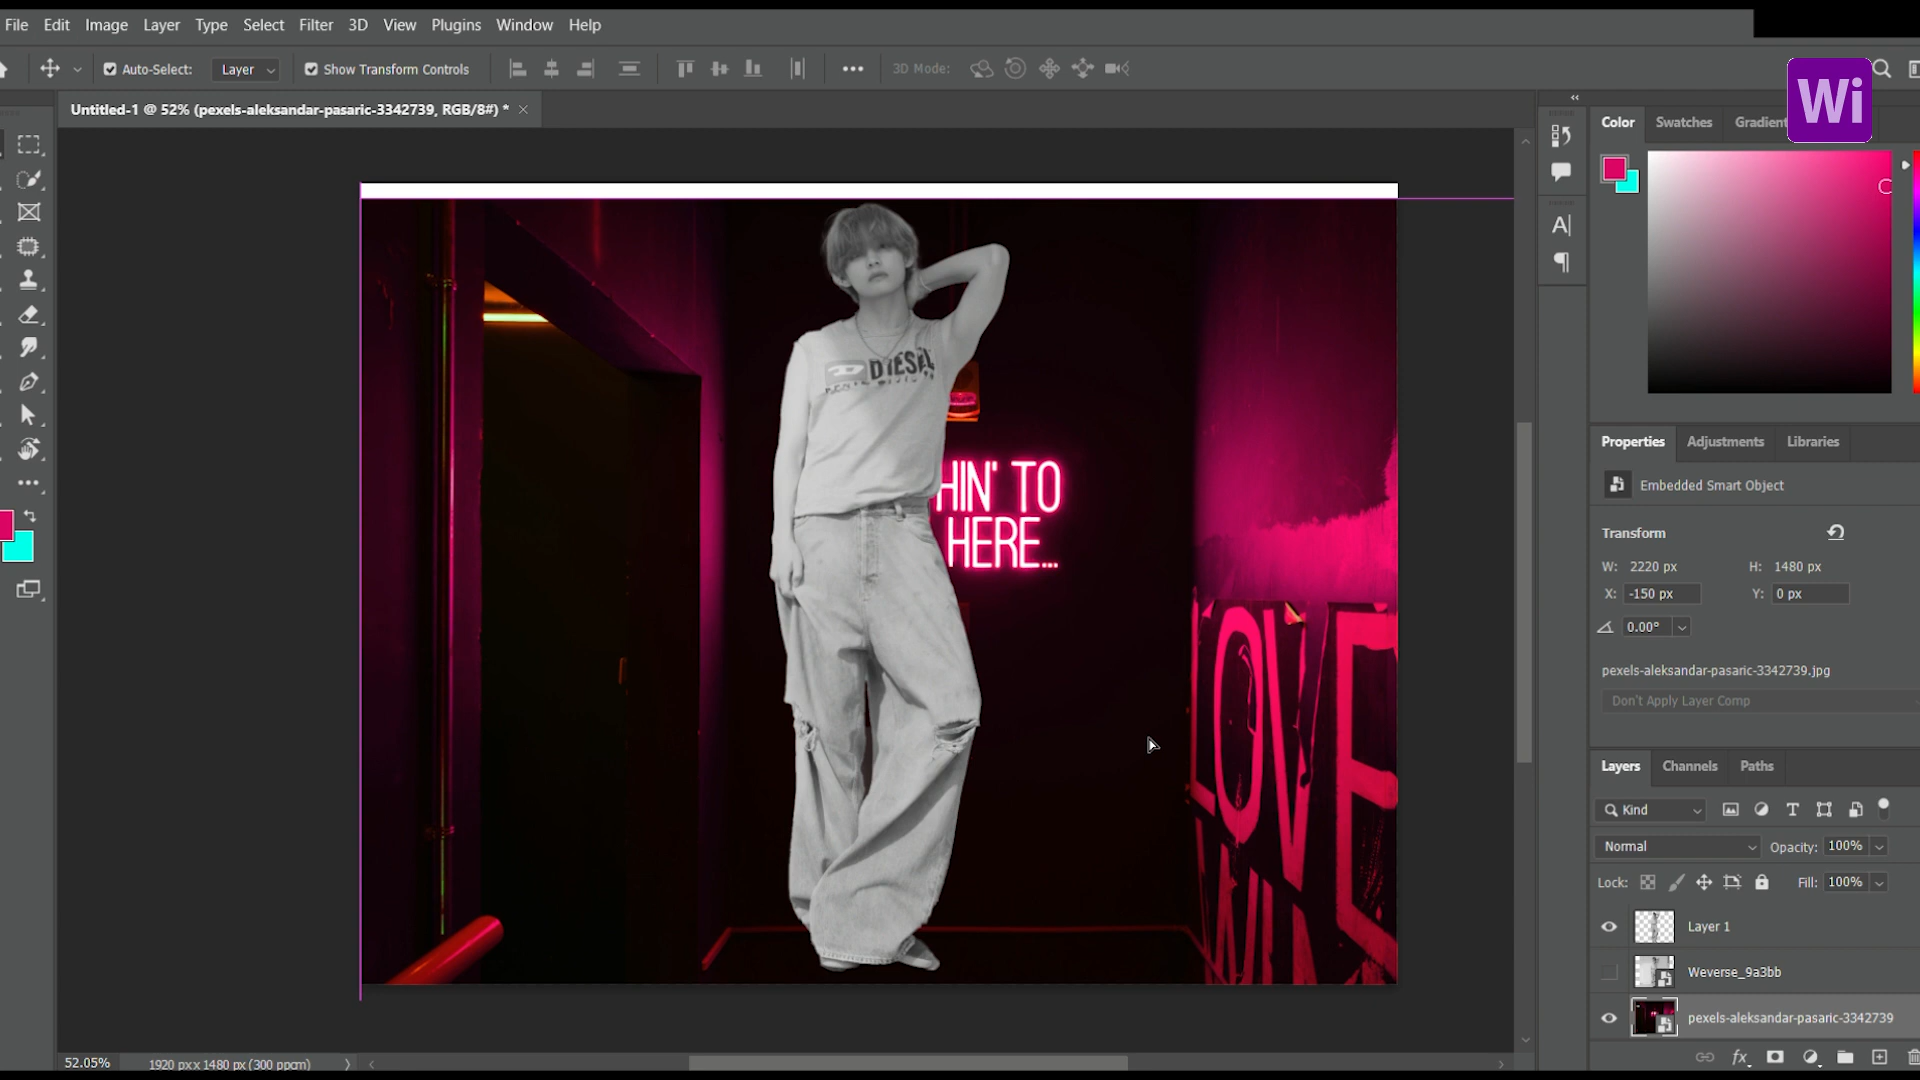 File Edit Image Layer Type Select Filter 3D View Plugins Window Help
Auto-Select: Layer Show Transform Controls 3D Mode:
Wi
Untitled-1 @ 52% (pexels-aleksandar-pasaric-3342739, RGB/8#) *
Color Swatches Gradient
DIESEL
HIN' TO
HERE...
LOVE
Properties Adjustments Libraries
Embedded Smart Object
Transform
W: 2220 px H: 1480 px
X: -150 px Y: 0 px
0.00°
pexels-aleksandar-pasaric-3342739.jpg
Don't Apply Layer Comp
Layers Channels Paths
Kind
Normal Opacity: 100%
Lock: Fill: 100%
Layer 1
Weverse_9a3bb
pexels-aleksandar-pasaric-3342739
fx
52.05% 1920 px x 1480 px (300 ppcm)